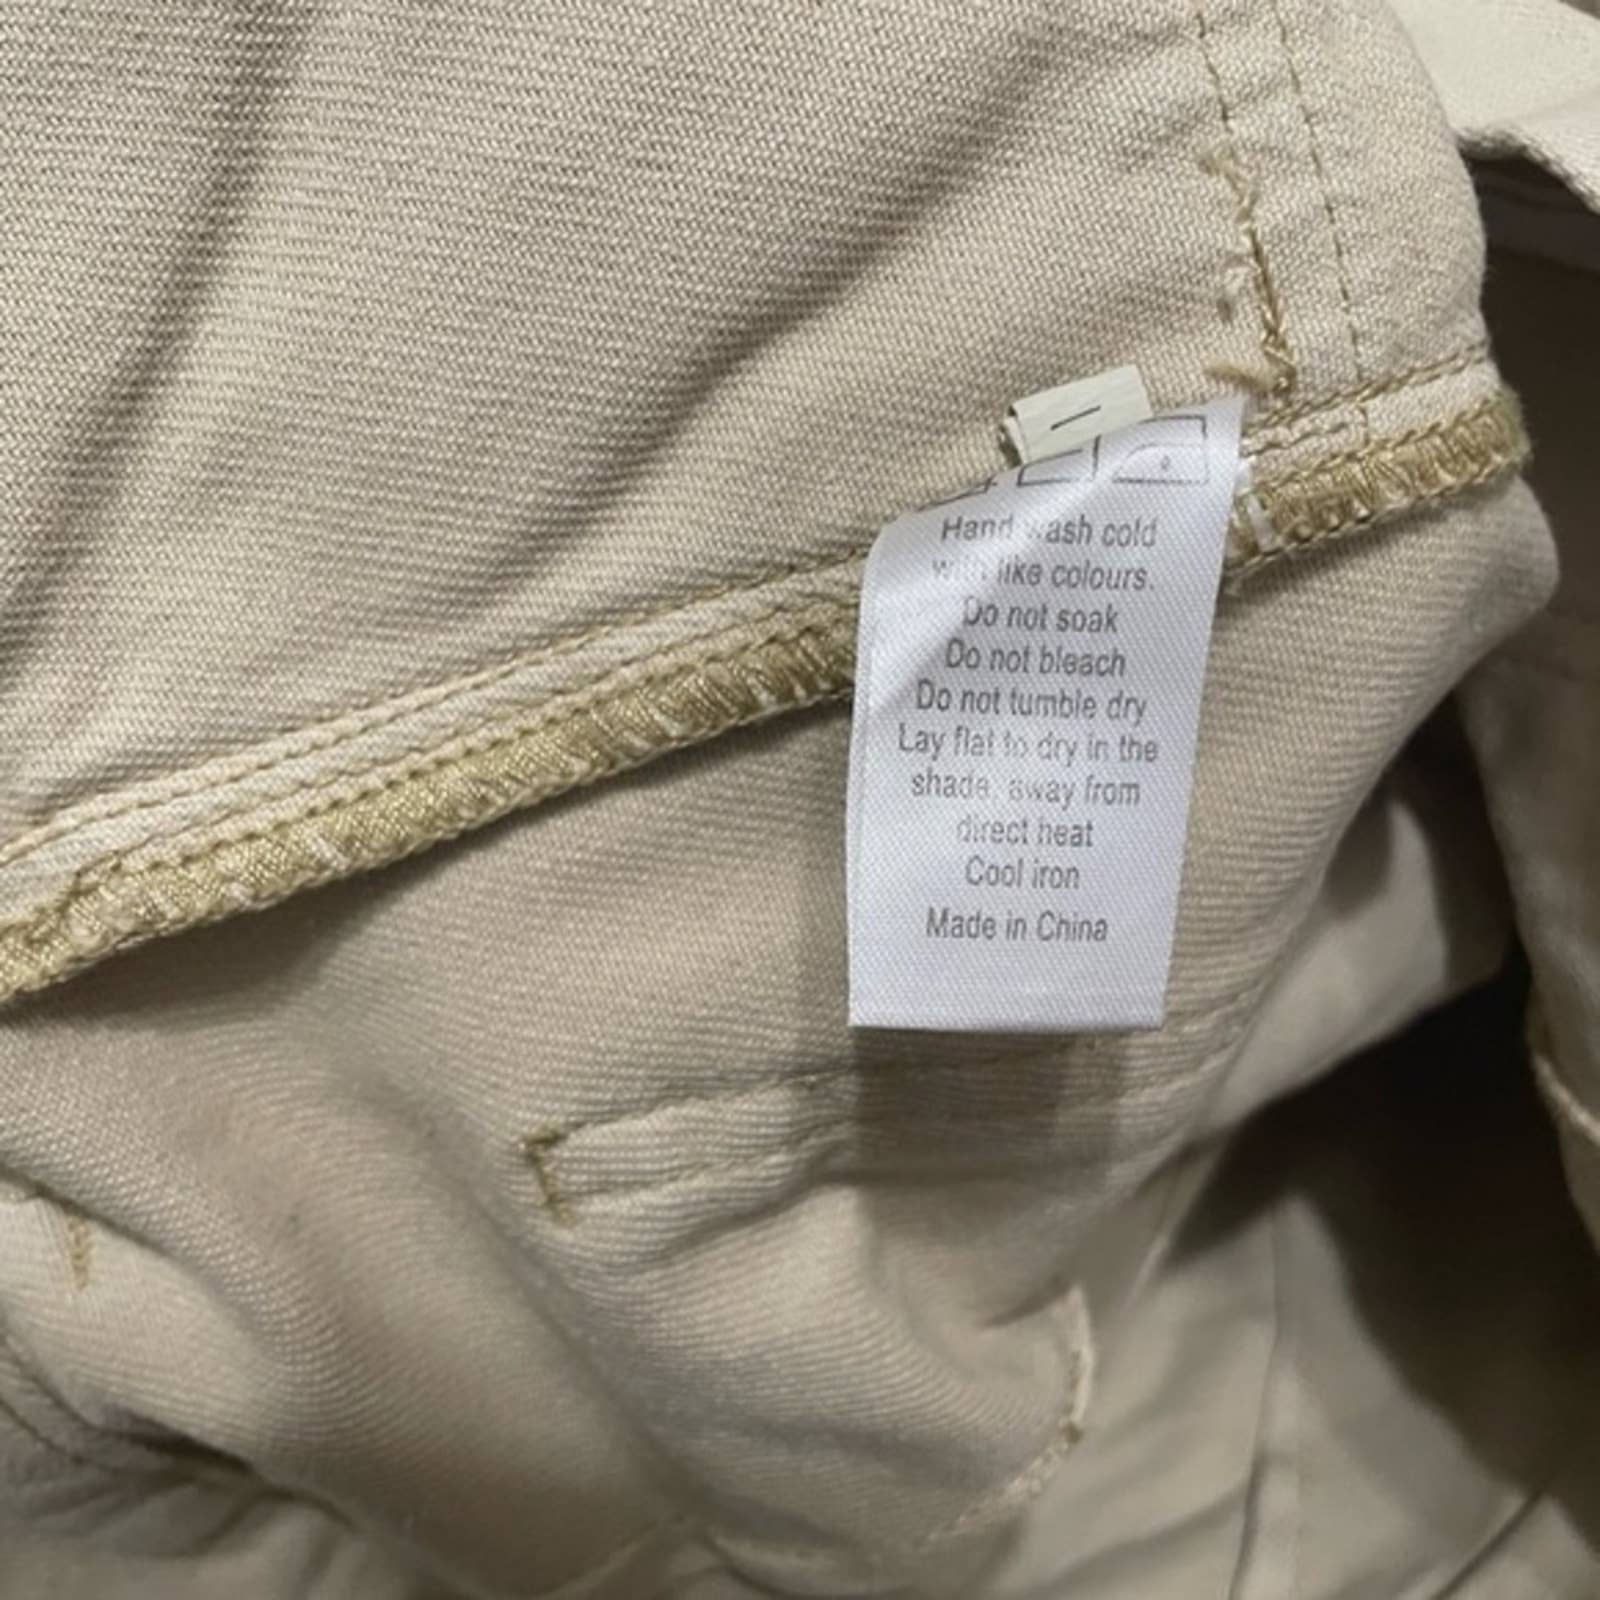 Hand wash cold
with like colours.
Do not soak
Do not bleach
Do not tumble dry
Lay flat to dry in the
shade, away from
direct heat
Cool iron
Made in China